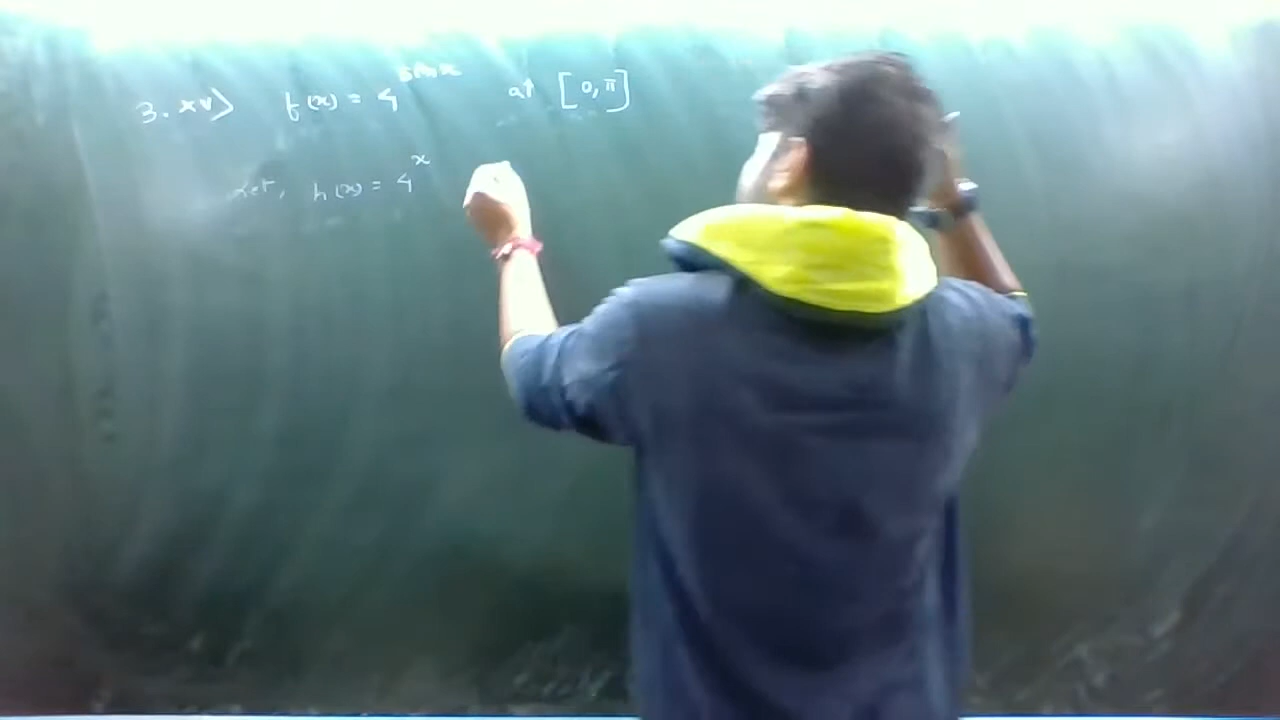 3. xv> f(x) = 4^sinx at [0, π]
Let, h(x) = 4^x